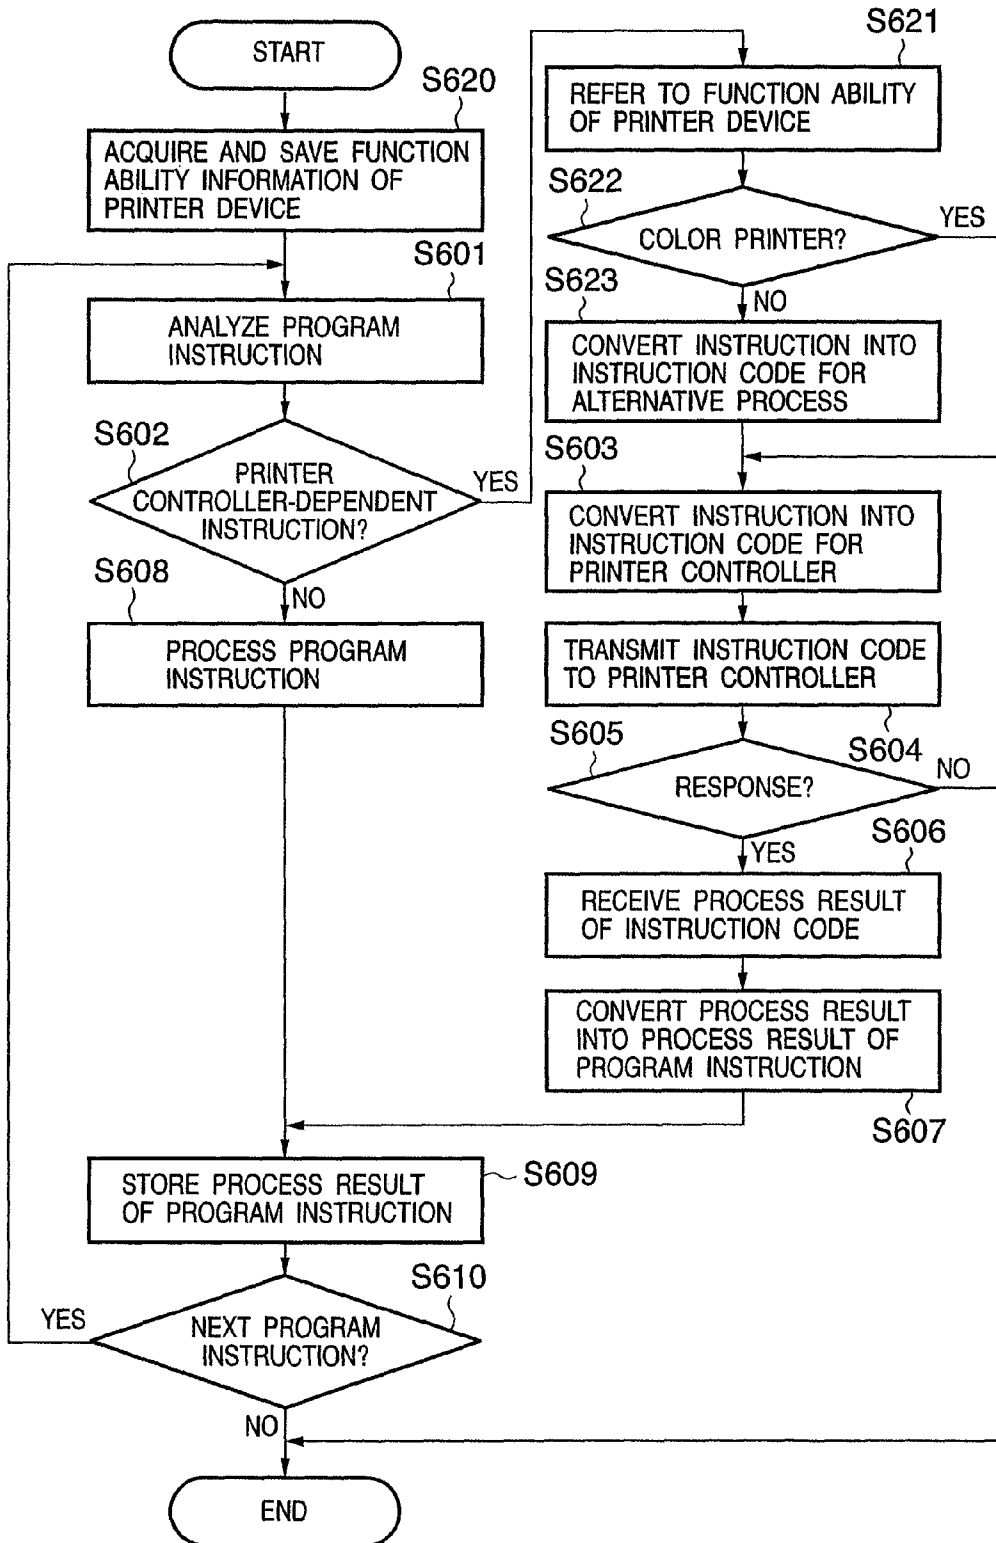 START
S620
ACQUIRE AND SAVE FUNCTION
ABILITY INFORMATION OF
PRINTER DEVICE
S601
ANALYZE PROGRAM
INSTRUCTION
S602
PRINTER
CONTROLLER-DEPENDENT
INSTRUCTION?
YES
NO
S608
PROCESS PROGRAM
INSTRUCTION
S621
REFER TO FUNCTION ABILITY
OF PRINTER DEVICE
S622
COLOR PRINTER?
YES
NO
S623
CONVERT INSTRUCTION INTO
INSTRUCTION CODE FOR
ALTERNATIVE PROCESS
S603
CONVERT INSTRUCTION INTO
INSTRUCTION CODE FOR
PRINTER CONTROLLER
TRANSMIT INSTRUCTION CODE
TO PRINTER CONTROLLER
S604
S605
RESPONSE?
NO
YES
S606
RECEIVE PROCESS RESULT
OF INSTRUCTION CODE
CONVERT PROCESS RESULT
INTO PROCESS RESULT OF
PROGRAM INSTRUCTION
S607
STORE PROCESS RESULT
OF PROGRAM INSTRUCTION
S609
S610
NEXT PROGRAM
INSTRUCTION?
YES
NO
END